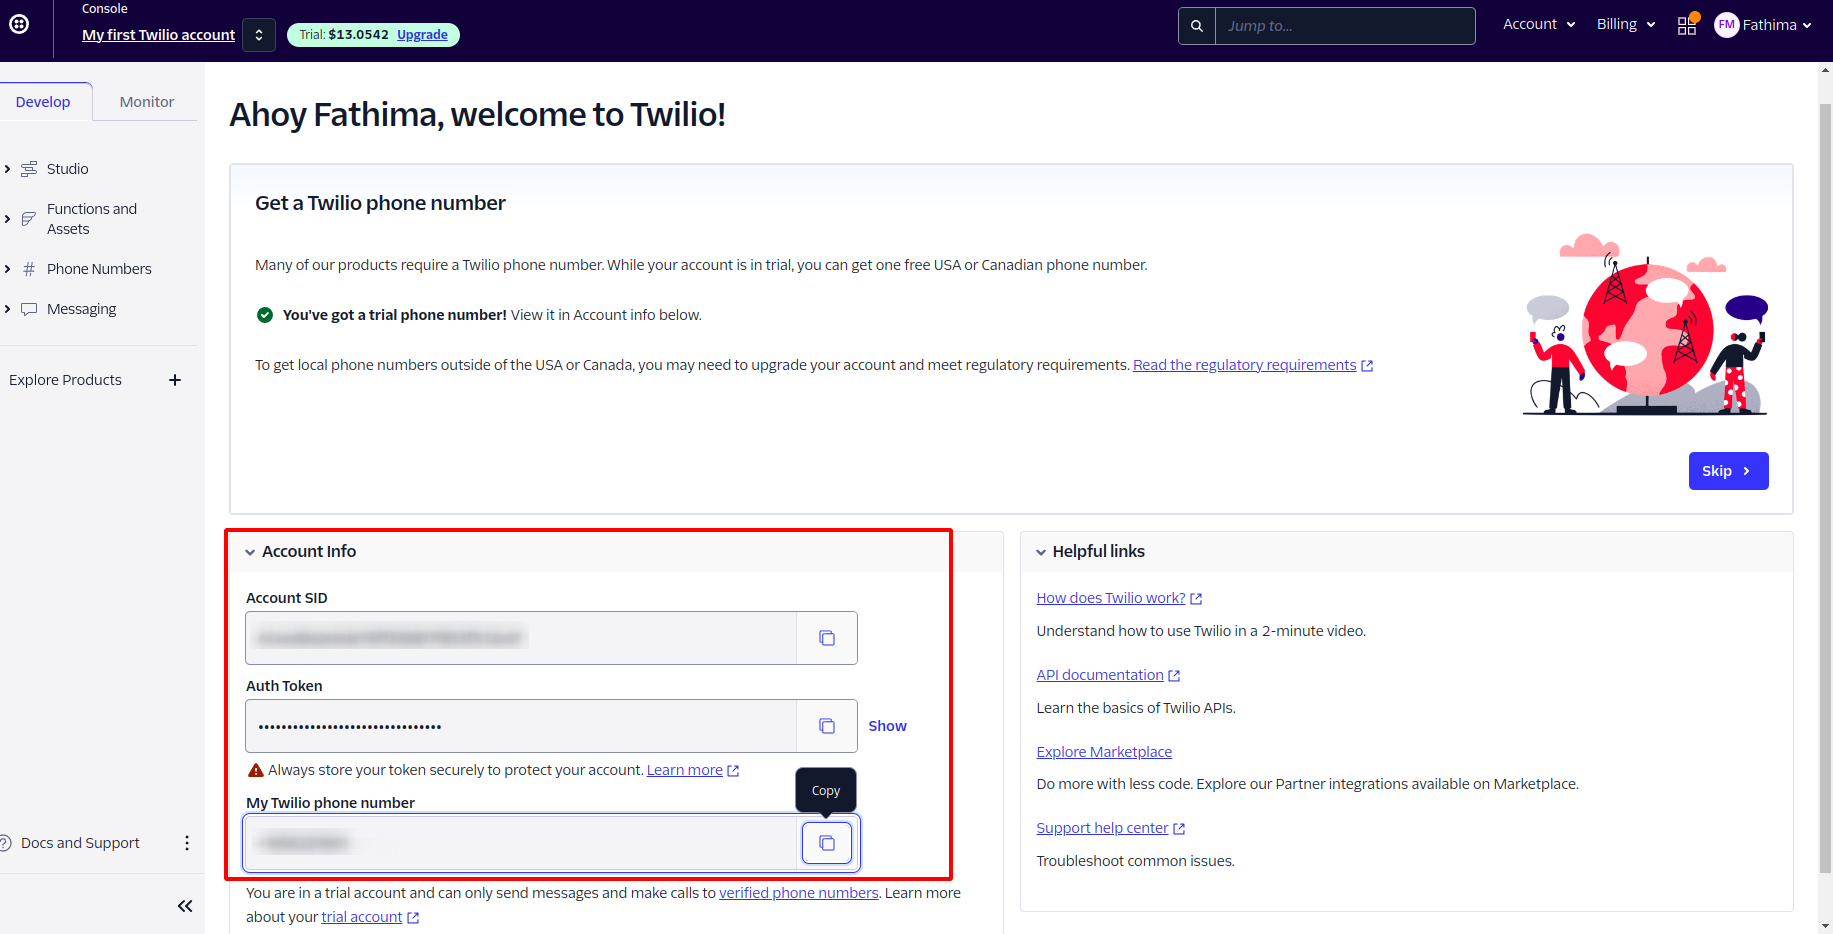 Console
My first Twilio account
Trial: $13.0542 Upgrade
Jump to...
Account
Billing
FM Fathima
Develop
Monitor
Studio
Functions and
Assets
Phone Numbers
Messaging
Explore Products
Docs and Support
Ahoy Fathima, welcome to Twilio!
Get a Twilio phone number
Many of our products require a Twilio phone number. While your account is in trial, you can get one free USA or Canadian phone number.
You've got a trial phone number! View it in Account info below.
To get local phone numbers outside of the USA or Canada, you may need to upgrade your account and meet regulatory requirements. Read the regulatory requirements
Skip
Account Info
Account SID
Auth Token
••••••••••••••••••••••••••••••••
Show
Always store your token securely to protect your account. Learn more
Copy
My Twilio phone number
You are in a trial account and can only send messages and make calls to verified phone numbers. Learn more
about your trial account
Helpful links
How does Twilio work?
Understand how to use Twilio in a 2-minute video.
API documentation
Learn the basics of Twilio APIs.
Explore Marketplace
Do more with less code. Explore our Partner integrations available on Marketplace.
Support help center
Troubleshoot common issues.